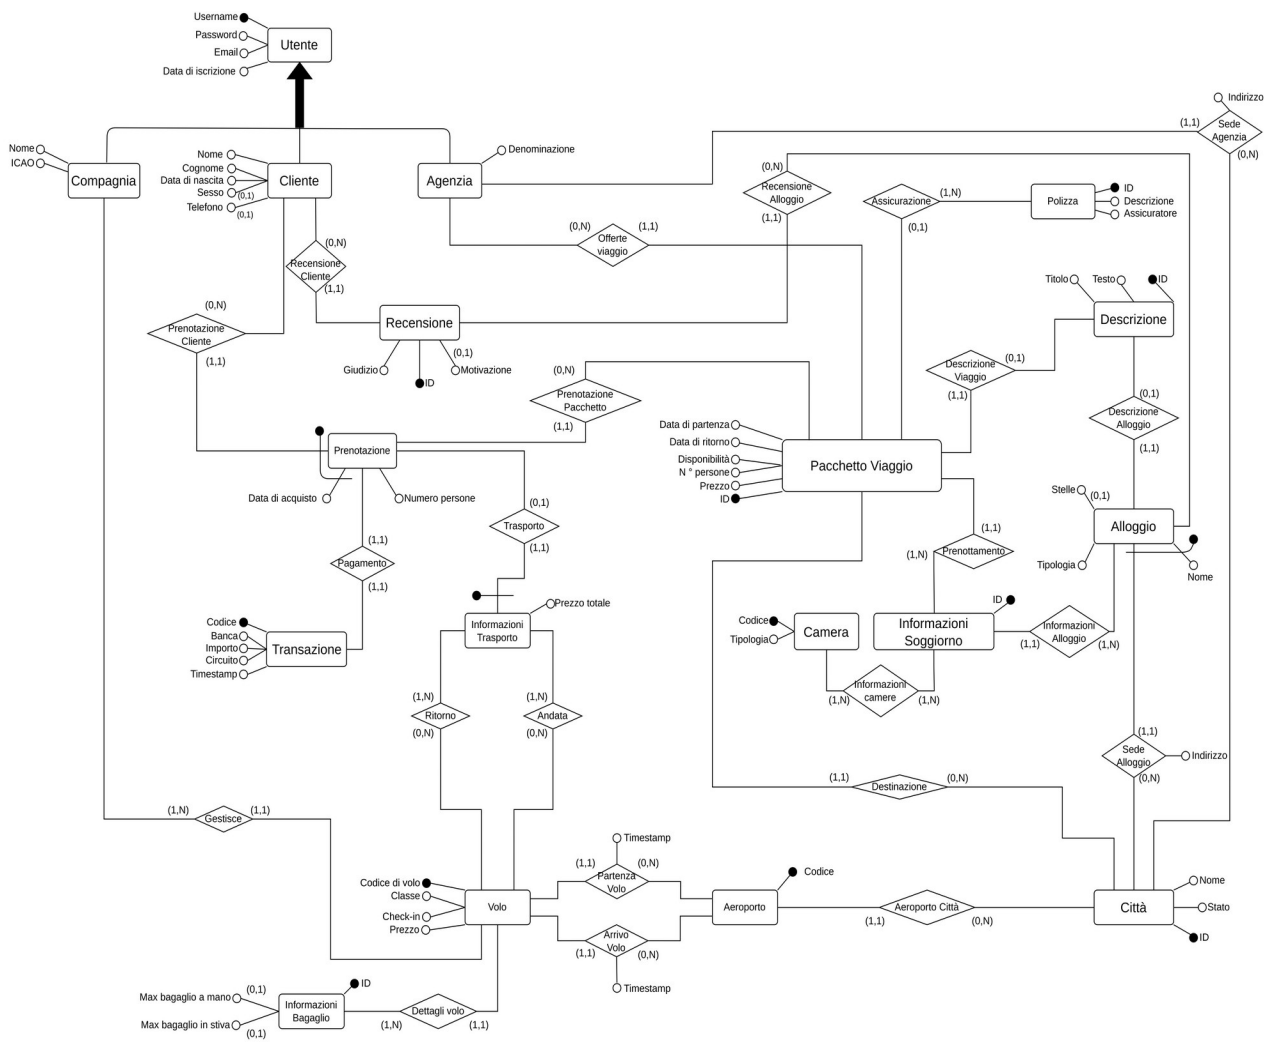 Username
Password
Utente
Email
Data di iscrizione
Indirizzo
(1,1)
Sede
Agenzia
(0,N)
Nome
ICAO
Compagnia
Nome
Cognome
Data di nascita
Sesso
(0,1)
Telefono
(0,1)
Cliente
Denominazione
Agenzia
(0,N)
Recensione
Alloggio
(1,1)
Assicurazione
(1,N)
(0,1)
Polizza
ID
Descrizione
Assicuratore
(0,N)
Recensione
Cliente
(1,1)
(0,N)
(1,1)
Offerte
viaggio
Titolo
Testo
ID
Descrizione
(0,N)
Prenotazione
Cliente
(1,1)
Recensione
Giudizio
ID
(0,1)
Motivazione
(0,N)
Prenotazione
Pacchetto
(1,1)
Descrizione
Viaggio
(0,1)
(1,1)
(0,1)
Descrizione
Alloggio
(1,1)
Prenotazione
Data di acquisto
Numero persone
Data di partenza
Data di ritorno
Disponibilità
N ° persone
Prezzo
ID
Pacchetto Viaggio
Stelle
(0,1)
Alloggio
Tipologia
Nome
(0,1)
Trasporto
(1,1)
(1,1)
Pagamento
(1,1)
(1,1)
(1,N)
Prenottamento
Prezzo totale
Informazioni
Trasporto
Codice
Banca
Importo
Circuito
Timestamp
Transazione
Codice
Tipologia
Camera
ID
Informazioni
Soggiorno
Informazioni
Alloggio
(1,1)
(1,N)
Informazioni
camere
(1,N)
(1,N)
(1,N)
Ritorno
(0,N)
(1,N)
Andata
(0,N)
(1,1)
Sede
Alloggio
(0,N)
Indirizzo
(1,1)
Destinazione
(0,N)
(1,N)
Gestisce
(1,1)
Timestamp
(1,1)
(0,N)
Partenza
Volo
Codice di volo
Classe
Check-in
Prezzo
Volo
Codice
Aeroporto
Aeroporto Città
(1,1)
(0,N)
Nome
Stato
ID
Città
Arrivo
Volo
(1,1)
(0,N)
Timestamp
ID
Max bagaglio a mano
(0,1)
Max bagaglio in stiva
(0,1)
Informazioni
Bagaglio
Dettagli volo
(1,N)
(1,1)